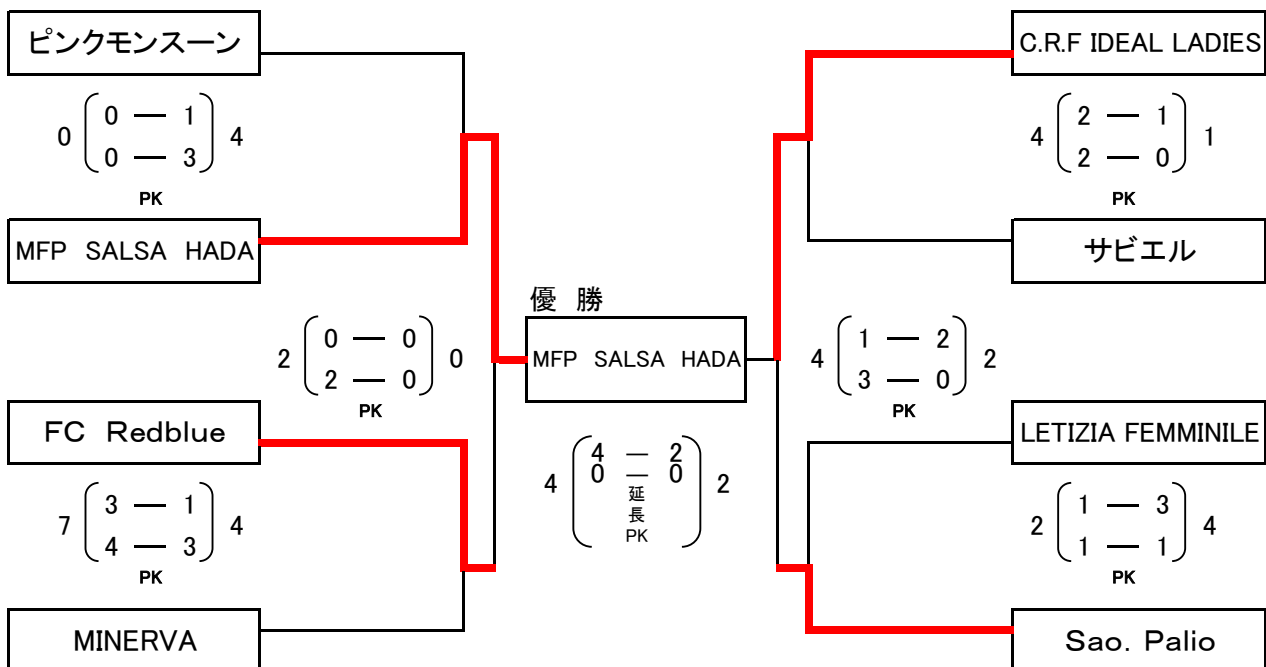 ピンクモンスーン
C.R.F IDEAL LADIES
0 0 — 1 4
0 — 3
PK
4 2 — 1 1
2 — 0
PK
MFP SALSA HADA
サビエル
優 勝
MFP SALSA HADA
2 0 — 0 0
2 — 0
PK
4 1 — 2 2
3 — 0
PK
FC Redblue
LETIZIA FEMMINILE
4 4 — 2 2
0 — 0
延
長
PK
7 3 — 1 4
4 — 3
PK
2 1 — 3 4
1 — 1
PK
MINERVA
Sao. Palio